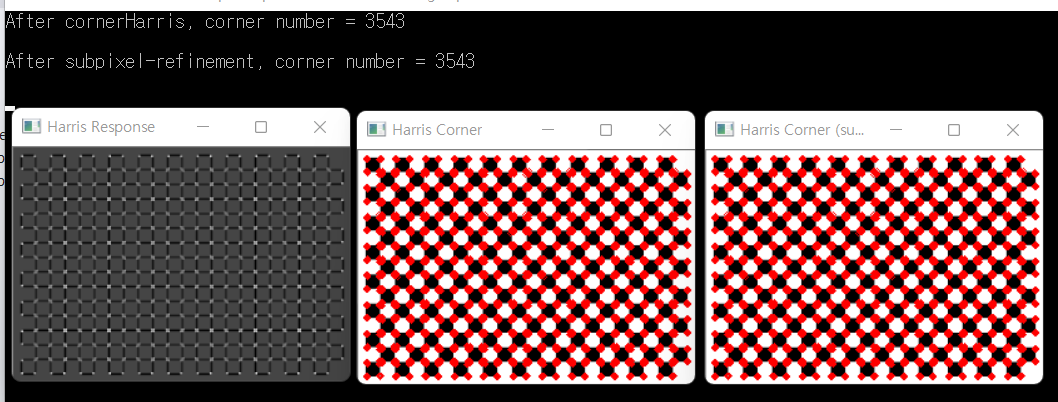 After cornerHarris, corner number = 3543
After subpixel-refinement, corner number = 3543
Harris Response
Harris Corner
Harris Corner (su...